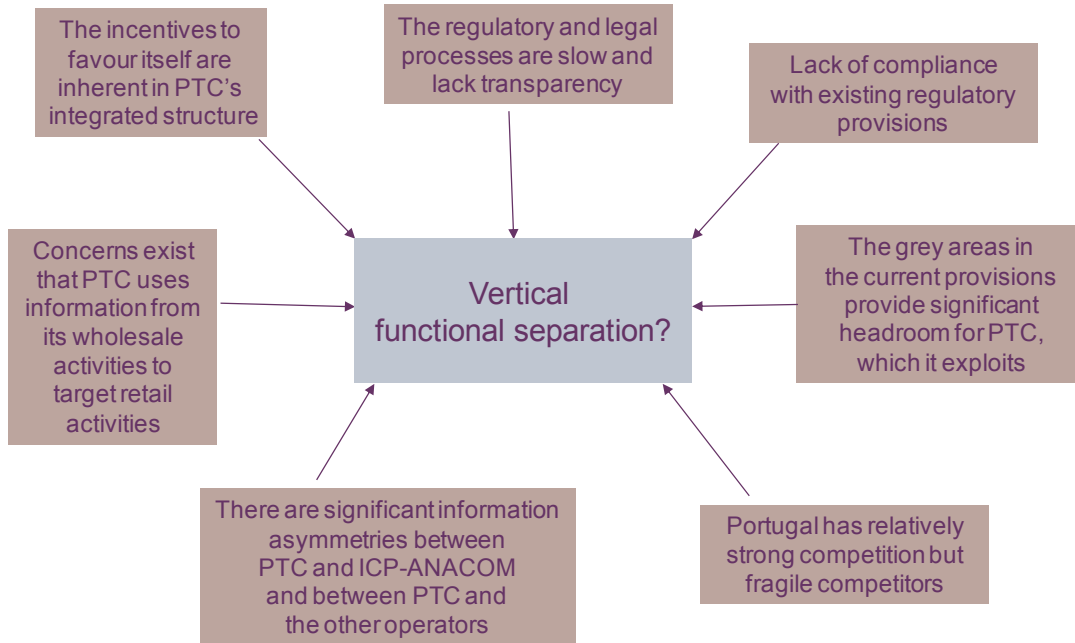 The incentives to
favour itself are
inherent in PTC's
integrated structure
The regulatory and legal
processes are slow and
lack transparency
Lack of compliance
with existing regulatory
provisions
Concerns exist
that PTC uses
information from
its wholesale
activities to
target retail
activities
Vertical
functional separation?
The grey areas in
the current provisions
provide significant
headroom for PTC,
which it exploits
There are significant information
asymmetries between
PTC and ICP-ANACOM
and between PTC and
the other operators
Portugal has relatively
strong competition but
fragile competitors